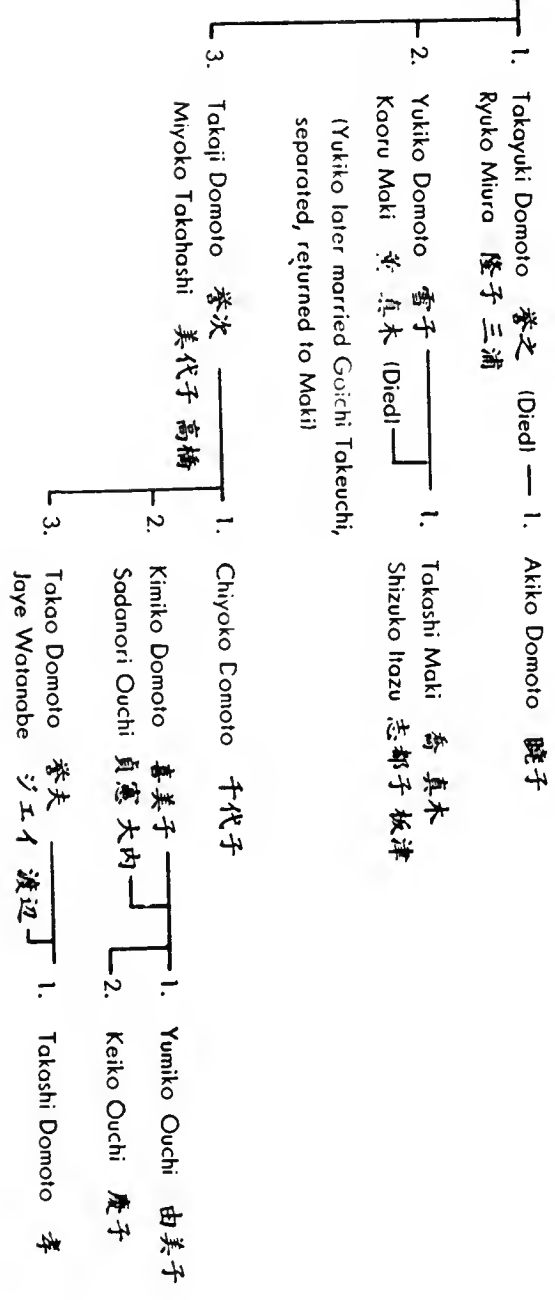 1. Takayuki Domoto 誉之 (Died)
Ryuko Miura 隆子 三浦
1. Akiko Domoto 暁子
2. Yukiko Domoto 雪子
Kaoru Maki 真木 (Died)
(Yukiko later married Goichi Takeuchi,
separated, returned to Maki)
1. Takashi Maki 喬 真木
Shizuko Itazu 志都子 板津
3. Takaji Domoto 誉次
Miyoko Takahashi 美代子 高橋
1. Chiyoko Domoto 千代子
2. Kimiko Domoto 喜美子
Sadanori Ouchi 貞憲 大内
1. Yumiko Ouchi 由美子
2. Keiko Ouchi 慶子
3. Takao Domoto 誉夫
Jaye Watanabe ジェイ 渡辺
1. Takashi Domoto 孝